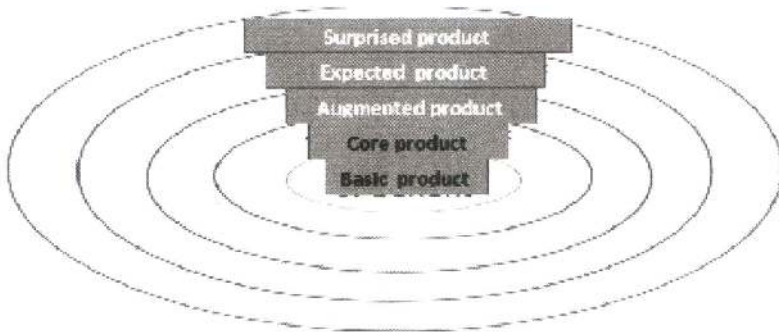 Surprised product
Expected product
Augmented product
Core product
Basic product